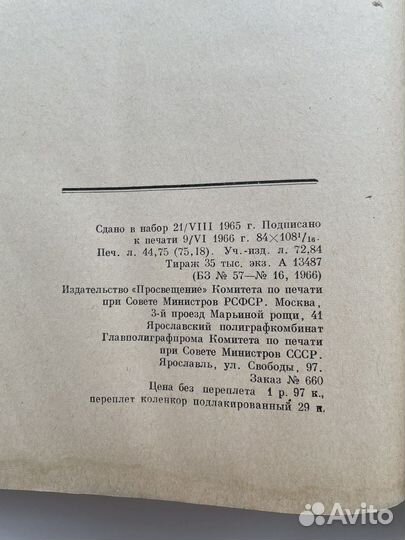 Сдано в набор 21/VIII 1965 г. Подписано
к печати 9/VI 1966 г. 84×108¹/₁₆.
Печ. л. 44,75 (75,18). Уч.-изд. л. 72,84
Тираж 35 тыс. экз. А 13487
(БЗ № 57—№ 16, 1966)
Издательство «Просвещение» Комитета по печати
при Совете Министров РСФСР. Москва,
3-й проезд Марьиной рощи, 41
Ярославский полиграфкомбинат
Главполиграфпрома Комитета по печати
при Совете Министров СССР.
Ярославль, ул. Свободы, 97.
Заказ № 660
Цена без переплета 1 р. 97 к.,
переплет коленкор подлакированный 29 к.
Avito